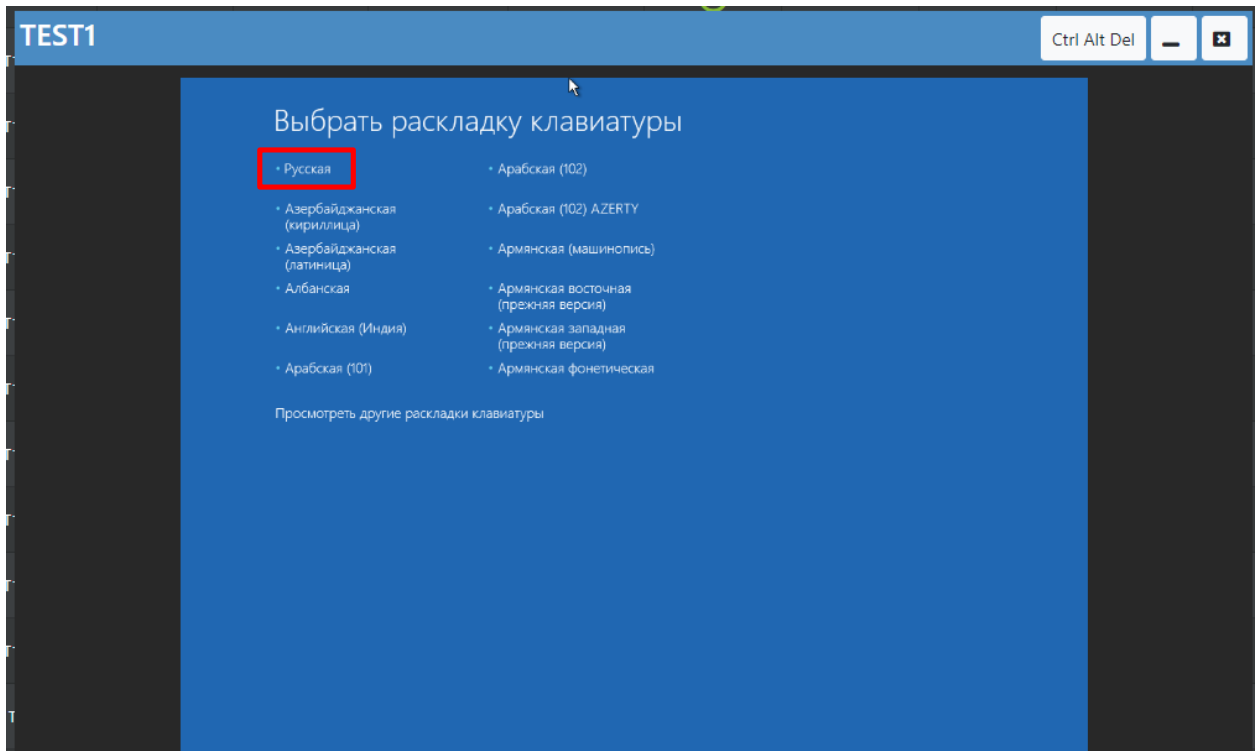 TEST1
Ctrl Alt Del
Выбрать раскладку клавиатуры
Русская
Азербайджанская
(кириллица)
Азербайджанская
(латиница)
Албанская
Английская (Индия)
Арабская (101)
Арабская (102)
Арабская (102) AZERTY
Армянская (машинопись)
Армянская восточная
(прежняя версия)
Армянская западная
(прежняя версия)
Армянская фонетическая
Просмотреть другие раскладки клавиатуры